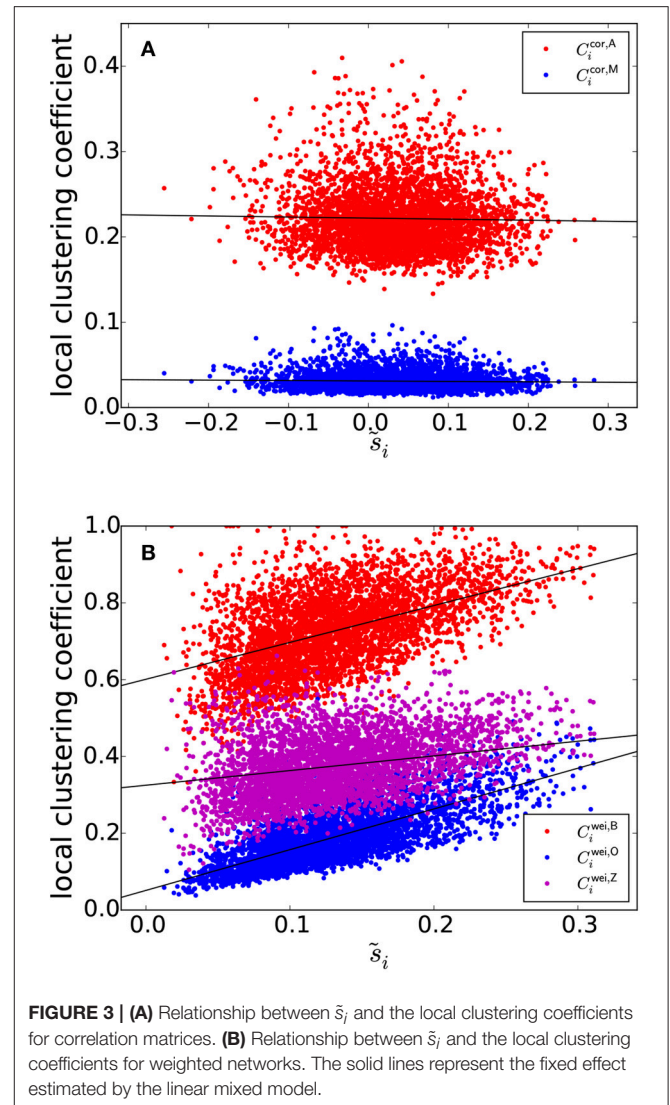 A
C_i^{cor,A}
C_i^{cor,M}
0.4
0.3
0.2
0.1
0.0
local clustering coefficient
−0.3 −0.2 −0.1 0.0 0.1 0.2 0.3
s̃_i
B
1.0
0.8
0.6
0.4
0.2
0.0
local clustering coefficient
C_i^{wei,B}
C_i^{wei,O}
C_i^{wei,Z}
0.0 0.1 0.2 0.3
s̃_i
FIGURE 3 | (A) Relationship between s̃_i and the local clustering coefficients
for correlation matrices. (B) Relationship between s̃_i and the local clustering
coefficients for weighted networks. The solid lines represent the fixed effect
estimated by the linear mixed model.